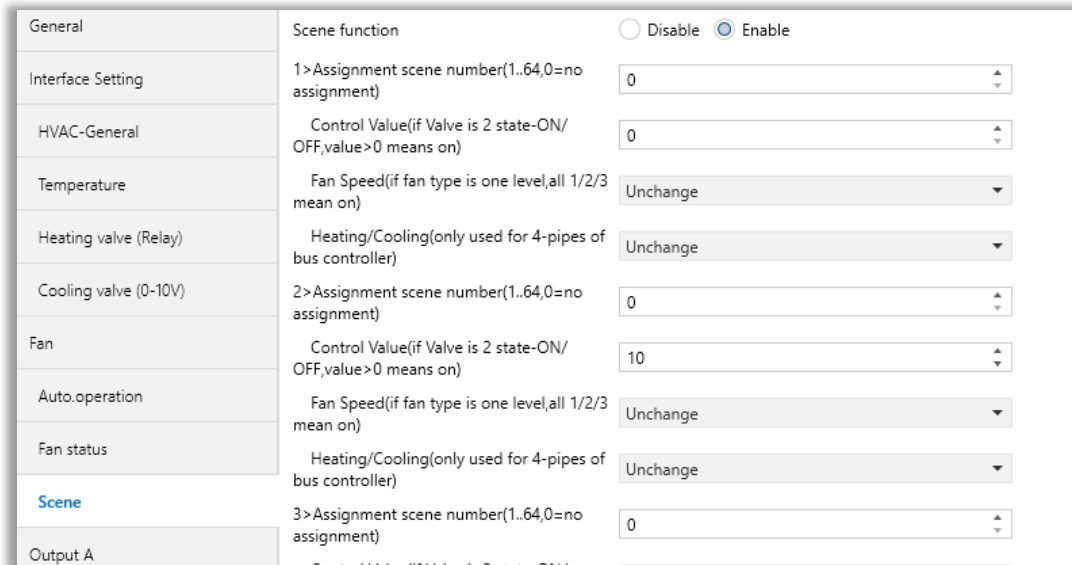 General
Interface Setting
HVAC-General
Temperature
Heating valve (Relay)
Cooling valve (0-10V)
Fan
Auto.operation
Fan status
Scene
Output A
Scene function
Disable
Enable
1>Assignment scene number(1..64,0=no
assignment)
0
Control Value(if Valve is 2 state-ON/
OFF,value>0 means on)
0
Fan Speed(if fan type is one level,all 1/2/3
mean on)
Unchange
Heating/Cooling(only used for 4-pipes of
bus controller)
Unchange
2>Assignment scene number(1..64,0=no
assignment)
0
Control Value(if Valve is 2 state-ON/
OFF,value>0 means on)
10
Fan Speed(if fan type is one level,all 1/2/3
mean on)
Unchange
Heating/Cooling(only used for 4-pipes of
bus controller)
Unchange
3>Assignment scene number(1..64,0=no
assignment)
0